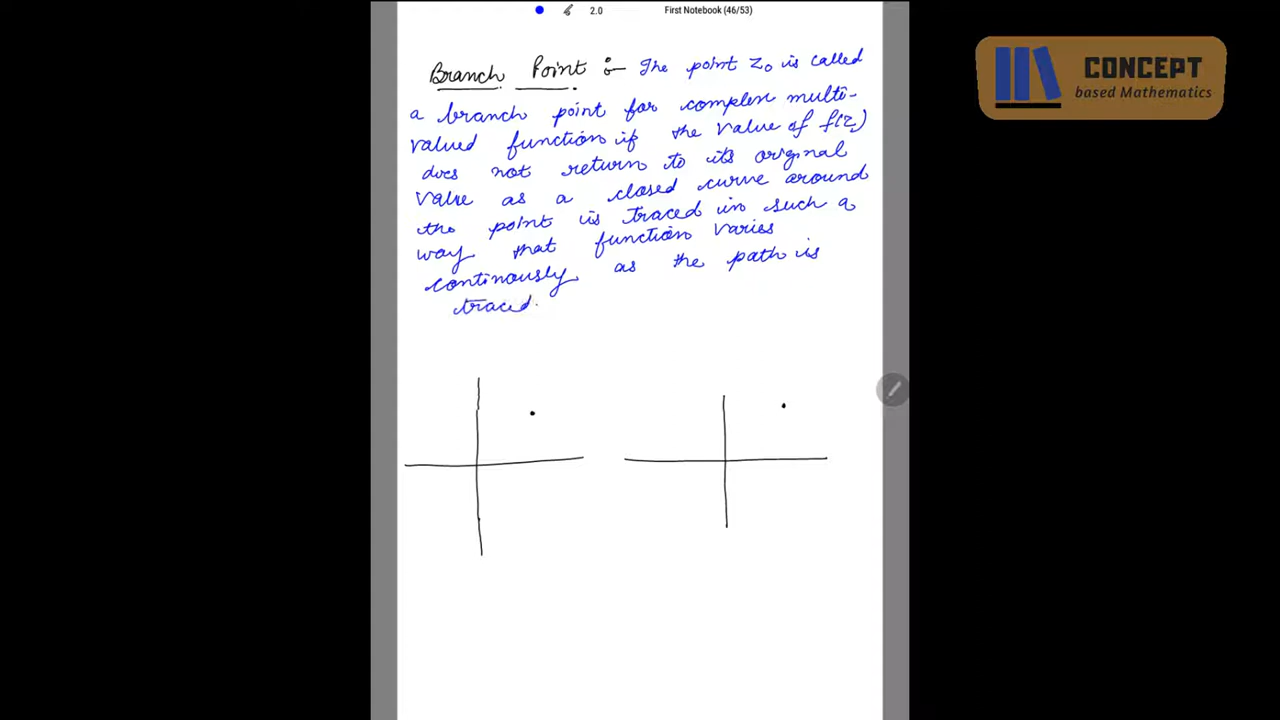 2.0 First Notebook (46/53)
CONCEPT
based Mathematics
Branch Point :- The point z₀ is called
a branch point for complex multi-
valued function if the value of f(z)
does not return to its original
value as a closed curve around
the point is traced in such a
way that function varies
continously as the path is
traced.